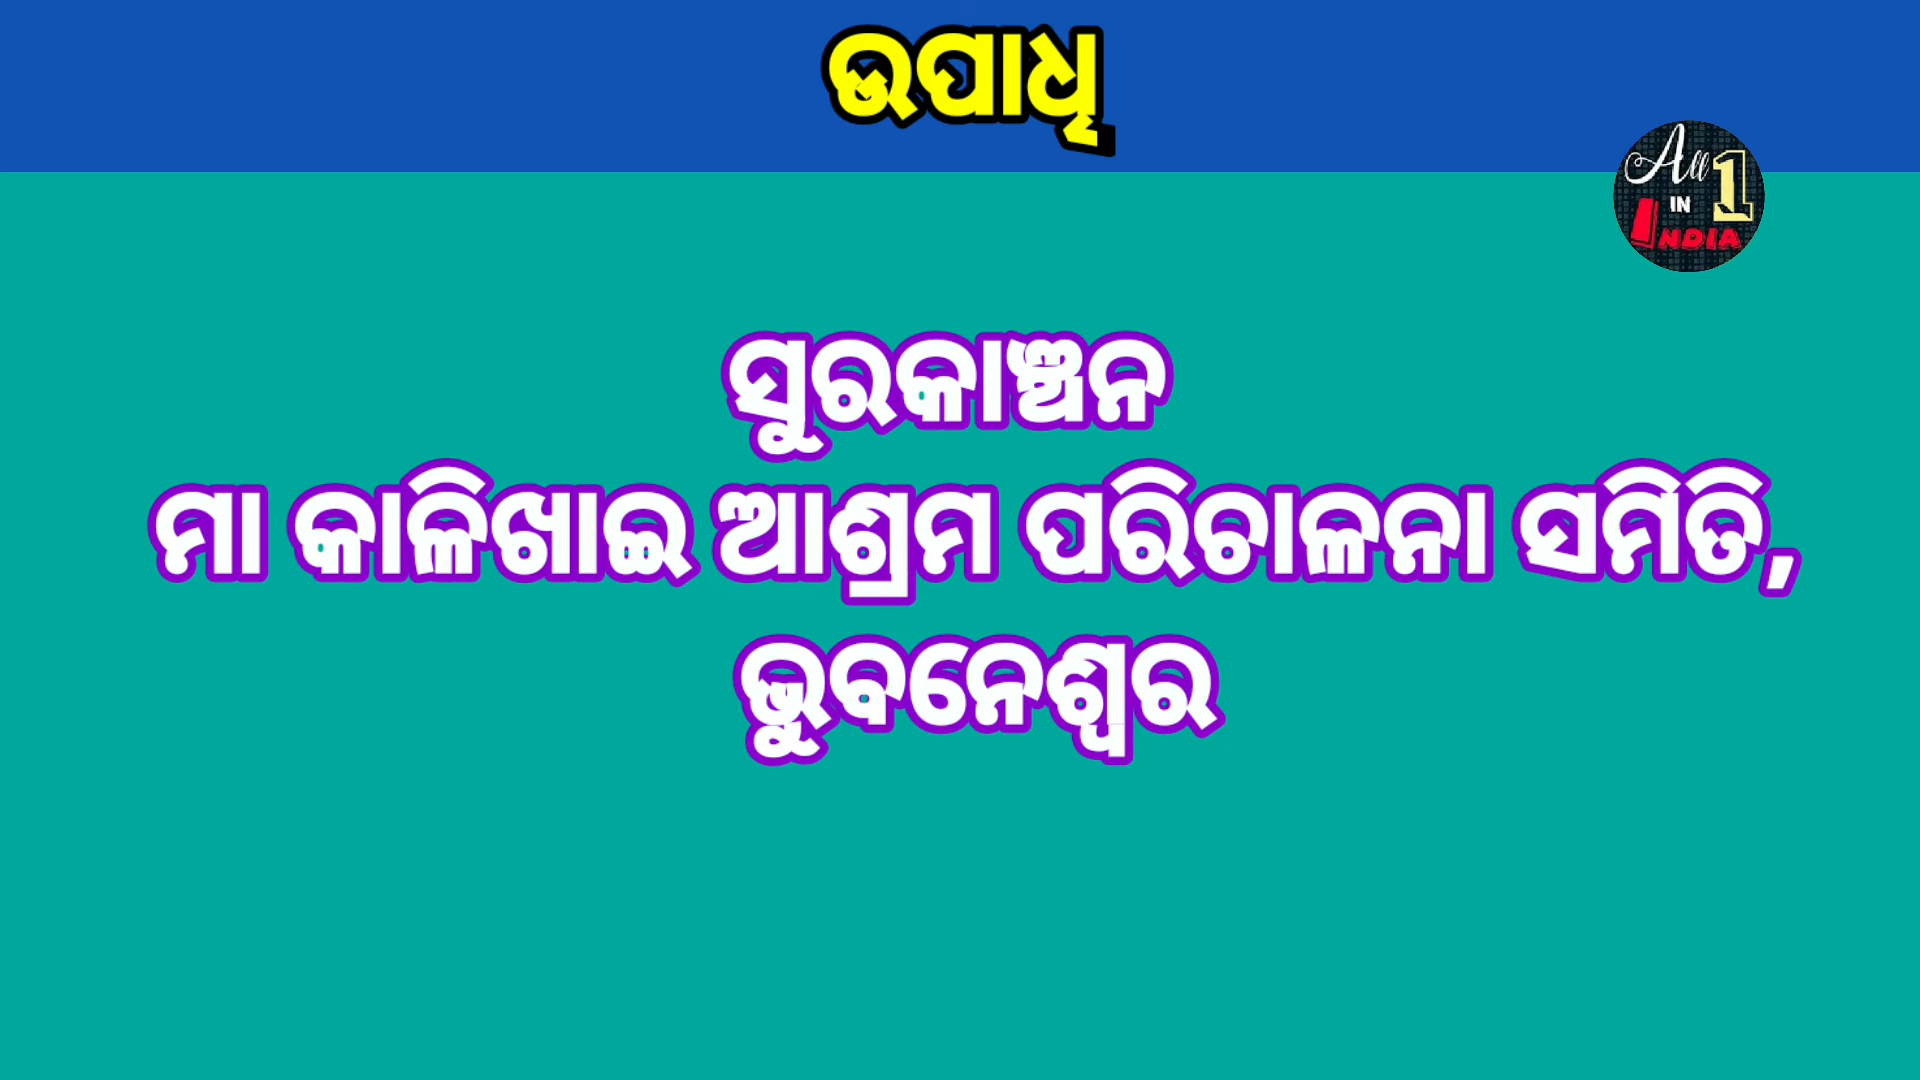 ଉପାଧି
All 1
IN
INDIA
ସୁରକାଞ୍ଚନ
ମା କାଳିଖାଇ ଆଶ୍ରମ ପରିଚାଳନା ସମିତି,
ଭୁବନେଶ୍ୱର